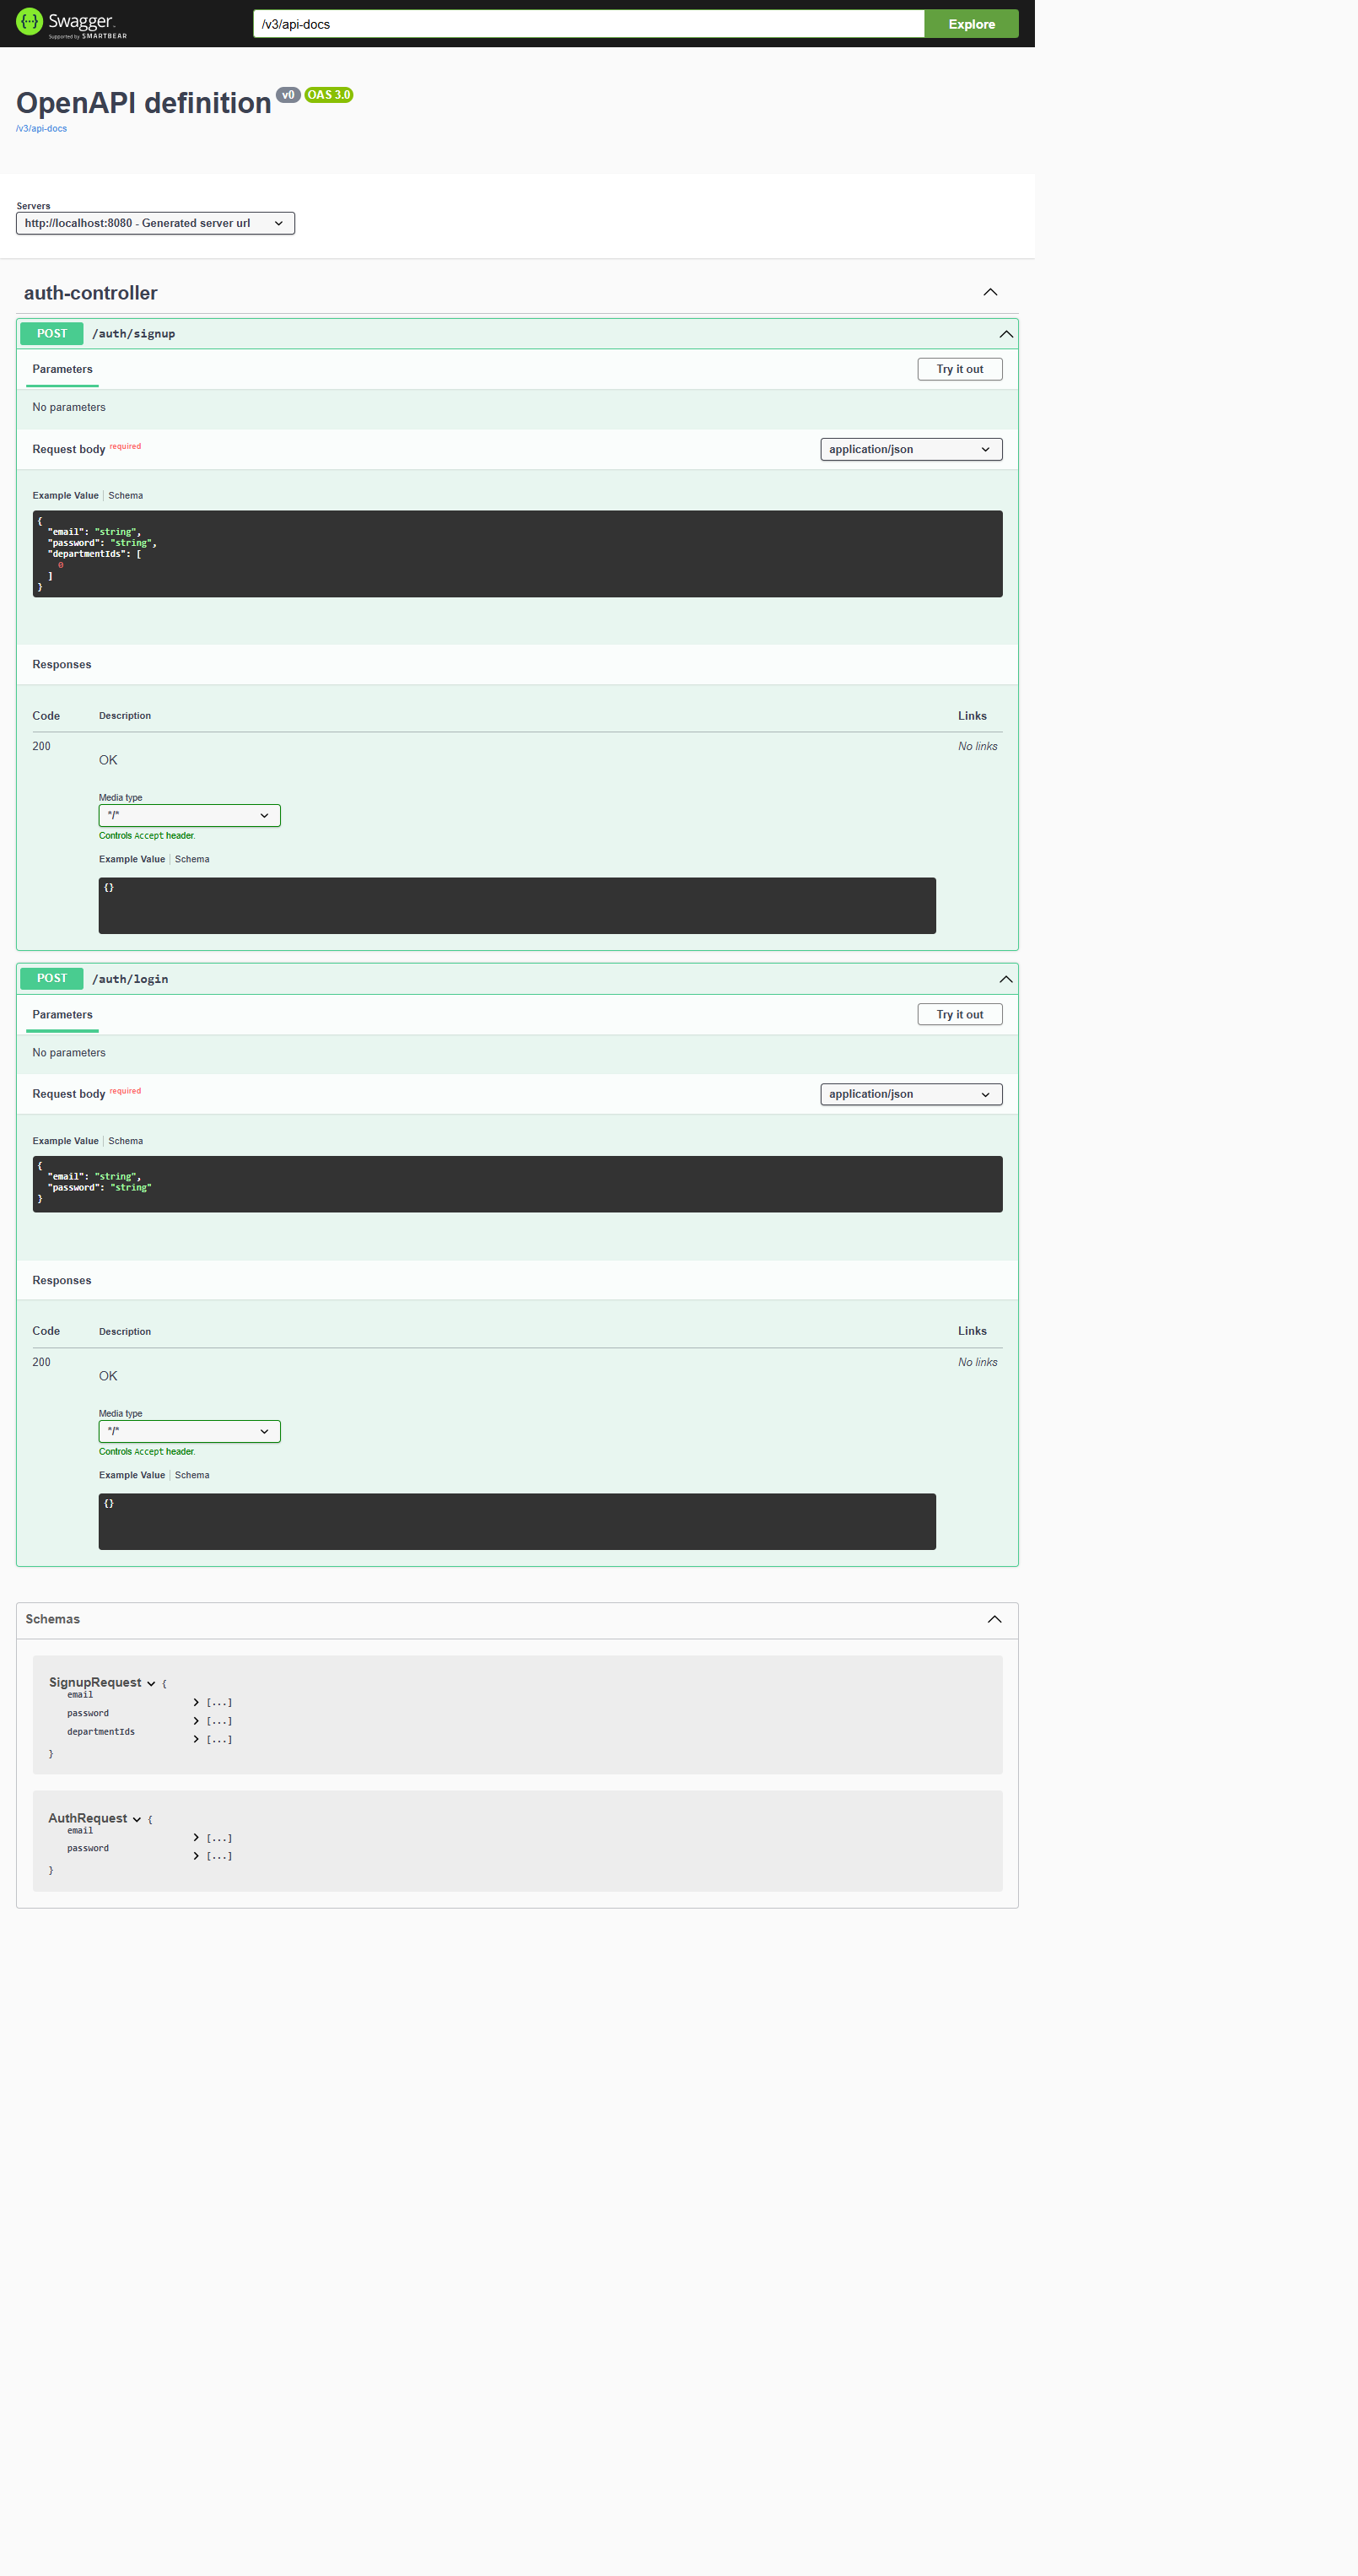 Swagger.
Supported by SMARTBEAR
/v3/api-docs
Explore
OpenAPI definition v0 OAS 3.0
/v3/api-docs
Servers
http://localhost:8080 - Generated server url
auth-controller
POST /auth/signup
Parameters
Try it out
No parameters
Request body required
application/json
Example Value | Schema
{
  "email": "string",
  "password": "string",
  "departmentIds": [
    0
  ]
}
Responses
Code Description Links
200
OK
No links
Media type
*/*
Controls Accept header.
Example Value | Schema
{}
POST /auth/login
Parameters
Try it out
No parameters
Request body required
application/json
Example Value | Schema
{
  "email": "string",
  "password": "string"
}
Responses
Code Description Links
200
OK
No links
Media type
*/*
Controls Accept header.
Example Value | Schema
{}
Schemas
SignupRequest {
email [...]
password [...]
departmentIds [...]
}
AuthRequest {
email [...]
password [...]
}